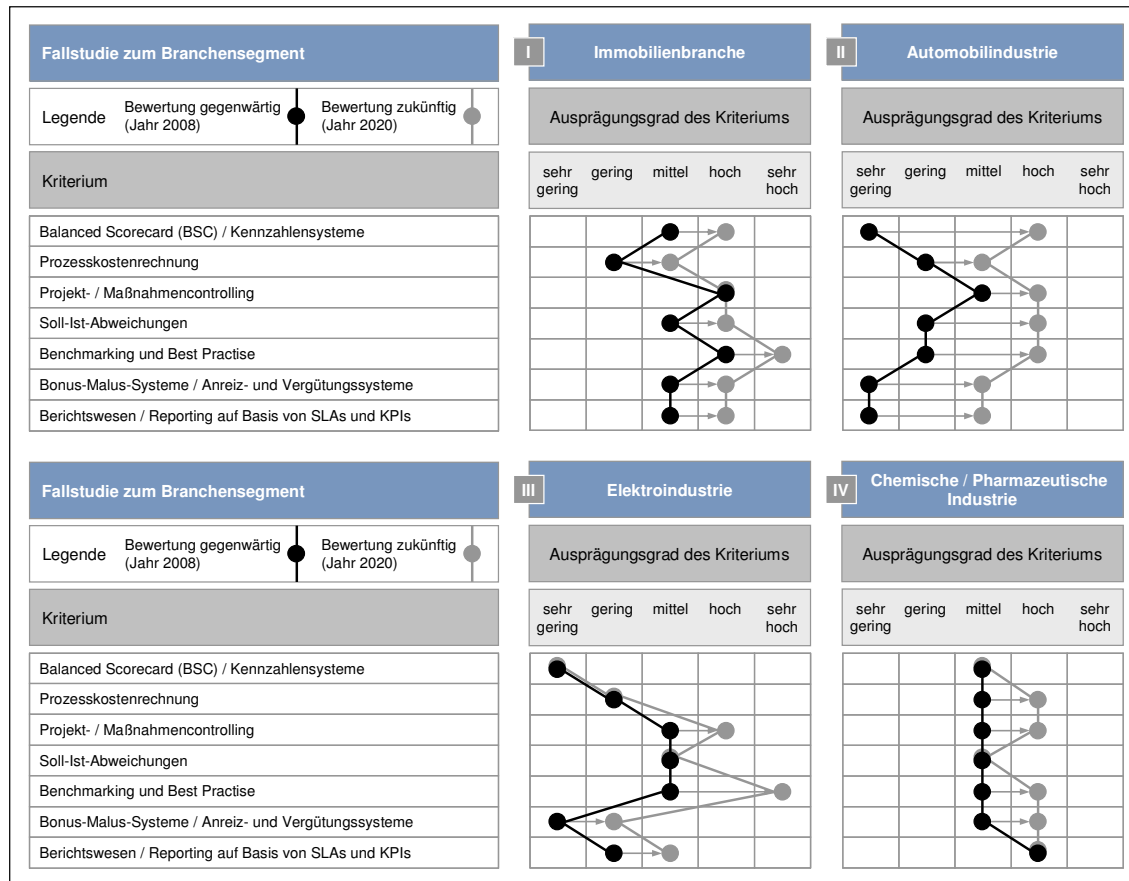 Fallstudie zum Branchensegment
I
Immobilienbranche
II
Automobilindustrie
Legende
Bewertung gegenwärtig
(Jahr 2008)
Bewertung zukünftig
(Jahr 2020)
Ausprägungsgrad des Kriteriums
Ausprägungsgrad des Kriteriums
Kriterium
sehr gering
gering
mittel
hoch
sehr hoch
sehr gering
gering
mittel
hoch
sehr hoch
Balanced Scorecard (BSC) / Kennzahlensysteme
Prozesskostenrechnung
Projekt- / Maßnahmencontrolling
Soll-Ist-Abweichungen
Benchmarking und Best Practise
Bonus-Malus-Systeme / Anreiz- und Vergütungssysteme
Berichtswesen / Reporting auf Basis von SLAs und KPIs
Fallstudie zum Branchensegment
III
Elektroindustrie
IV
Chemische / Pharmazeutische
Industrie
Legende
Bewertung gegenwärtig
(Jahr 2008)
Bewertung zukünftig
(Jahr 2020)
Ausprägungsgrad des Kriteriums
Ausprägungsgrad des Kriteriums
Kriterium
sehr gering
gering
mittel
hoch
sehr hoch
sehr gering
gering
mittel
hoch
sehr hoch
Balanced Scorecard (BSC) / Kennzahlensysteme
Prozesskostenrechnung
Projekt- / Maßnahmencontrolling
Soll-Ist-Abweichungen
Benchmarking und Best Practise
Bonus-Malus-Systeme / Anreiz- und Vergütungssysteme
Berichtswesen / Reporting auf Basis von SLAs und KPIs